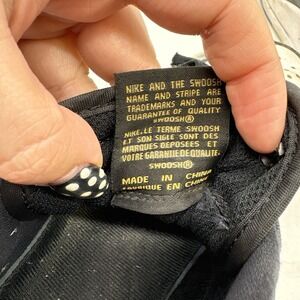 NIKE AND THE SWOOSH
NAME AND STRIPE ARE
TRADEMARKS AND YOUR
GUARANTEE OF QUALITY
SWOOSH®
NIKE.LE TERME SWOOSH
ET SON SIGLE SONT DES
MARQUES DEPOSEES ET
VOTRE GARANTIE DE QUALITE.
SWOOSH®
MADE IN CHINA
FABRIQUE EN CHINE